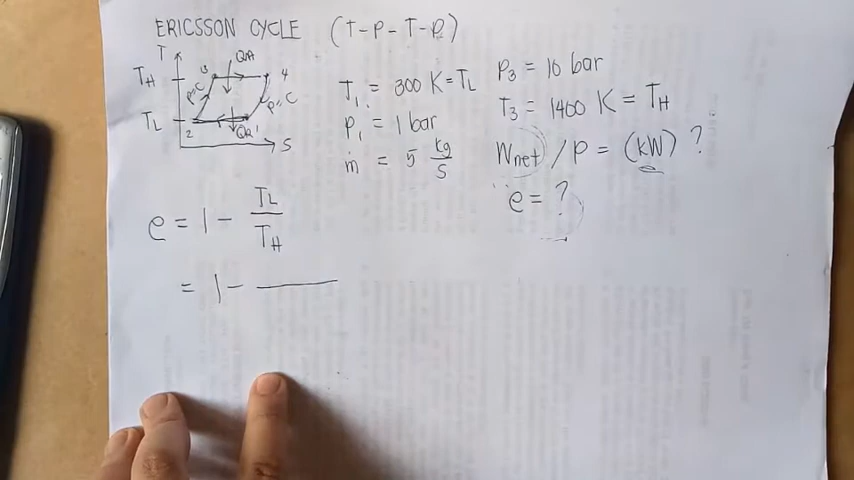 ERICSSON CYCLE (T-P-T-P)
T
QA
TH
3
4
P=C
P=C
TL
2
1
QR
S
T1 = 300 K = TL
P1 = 1 bar
ṁ = 5 kg/s
P3 = 10 bar
T3 = 1400 K = TH
Wnet / P = (kW) ?
e = ?
e = 1 - TL/TH
= 1 -